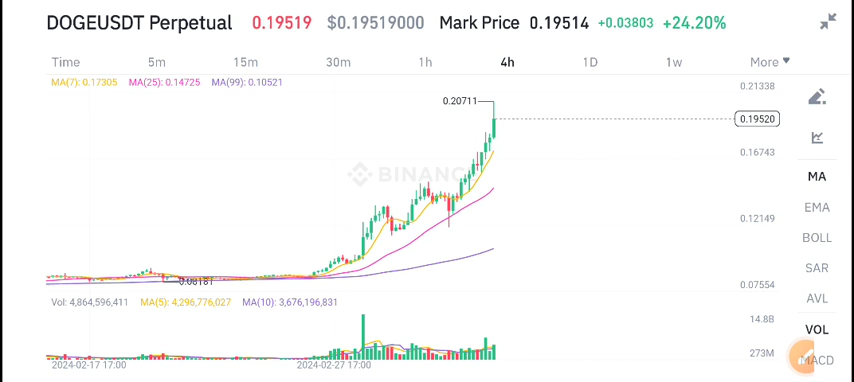 DOGEUSDT Perpetual 0.19519 $0.19519000 Mark Price 0.19514 +0.03803 +24.20%
Time 5m 15m 30m 1h 4h 1D 1w More
MA(7): 0.17305 MA(25): 0.14725 MA(99): 0.10521
0.21338
0.20711
0.19520
0.16743
BINANCE
MA
EMA
0.12149
BOLL
SAR
0.08181
0.07554
AVL
Vol: 4,864,596,411 MA(5): 4,296,776,027 MA(10): 3,676,196,831
14.8B
VOL
273M
MACD
2024-02-17 17:00 2024-02-27 17:00